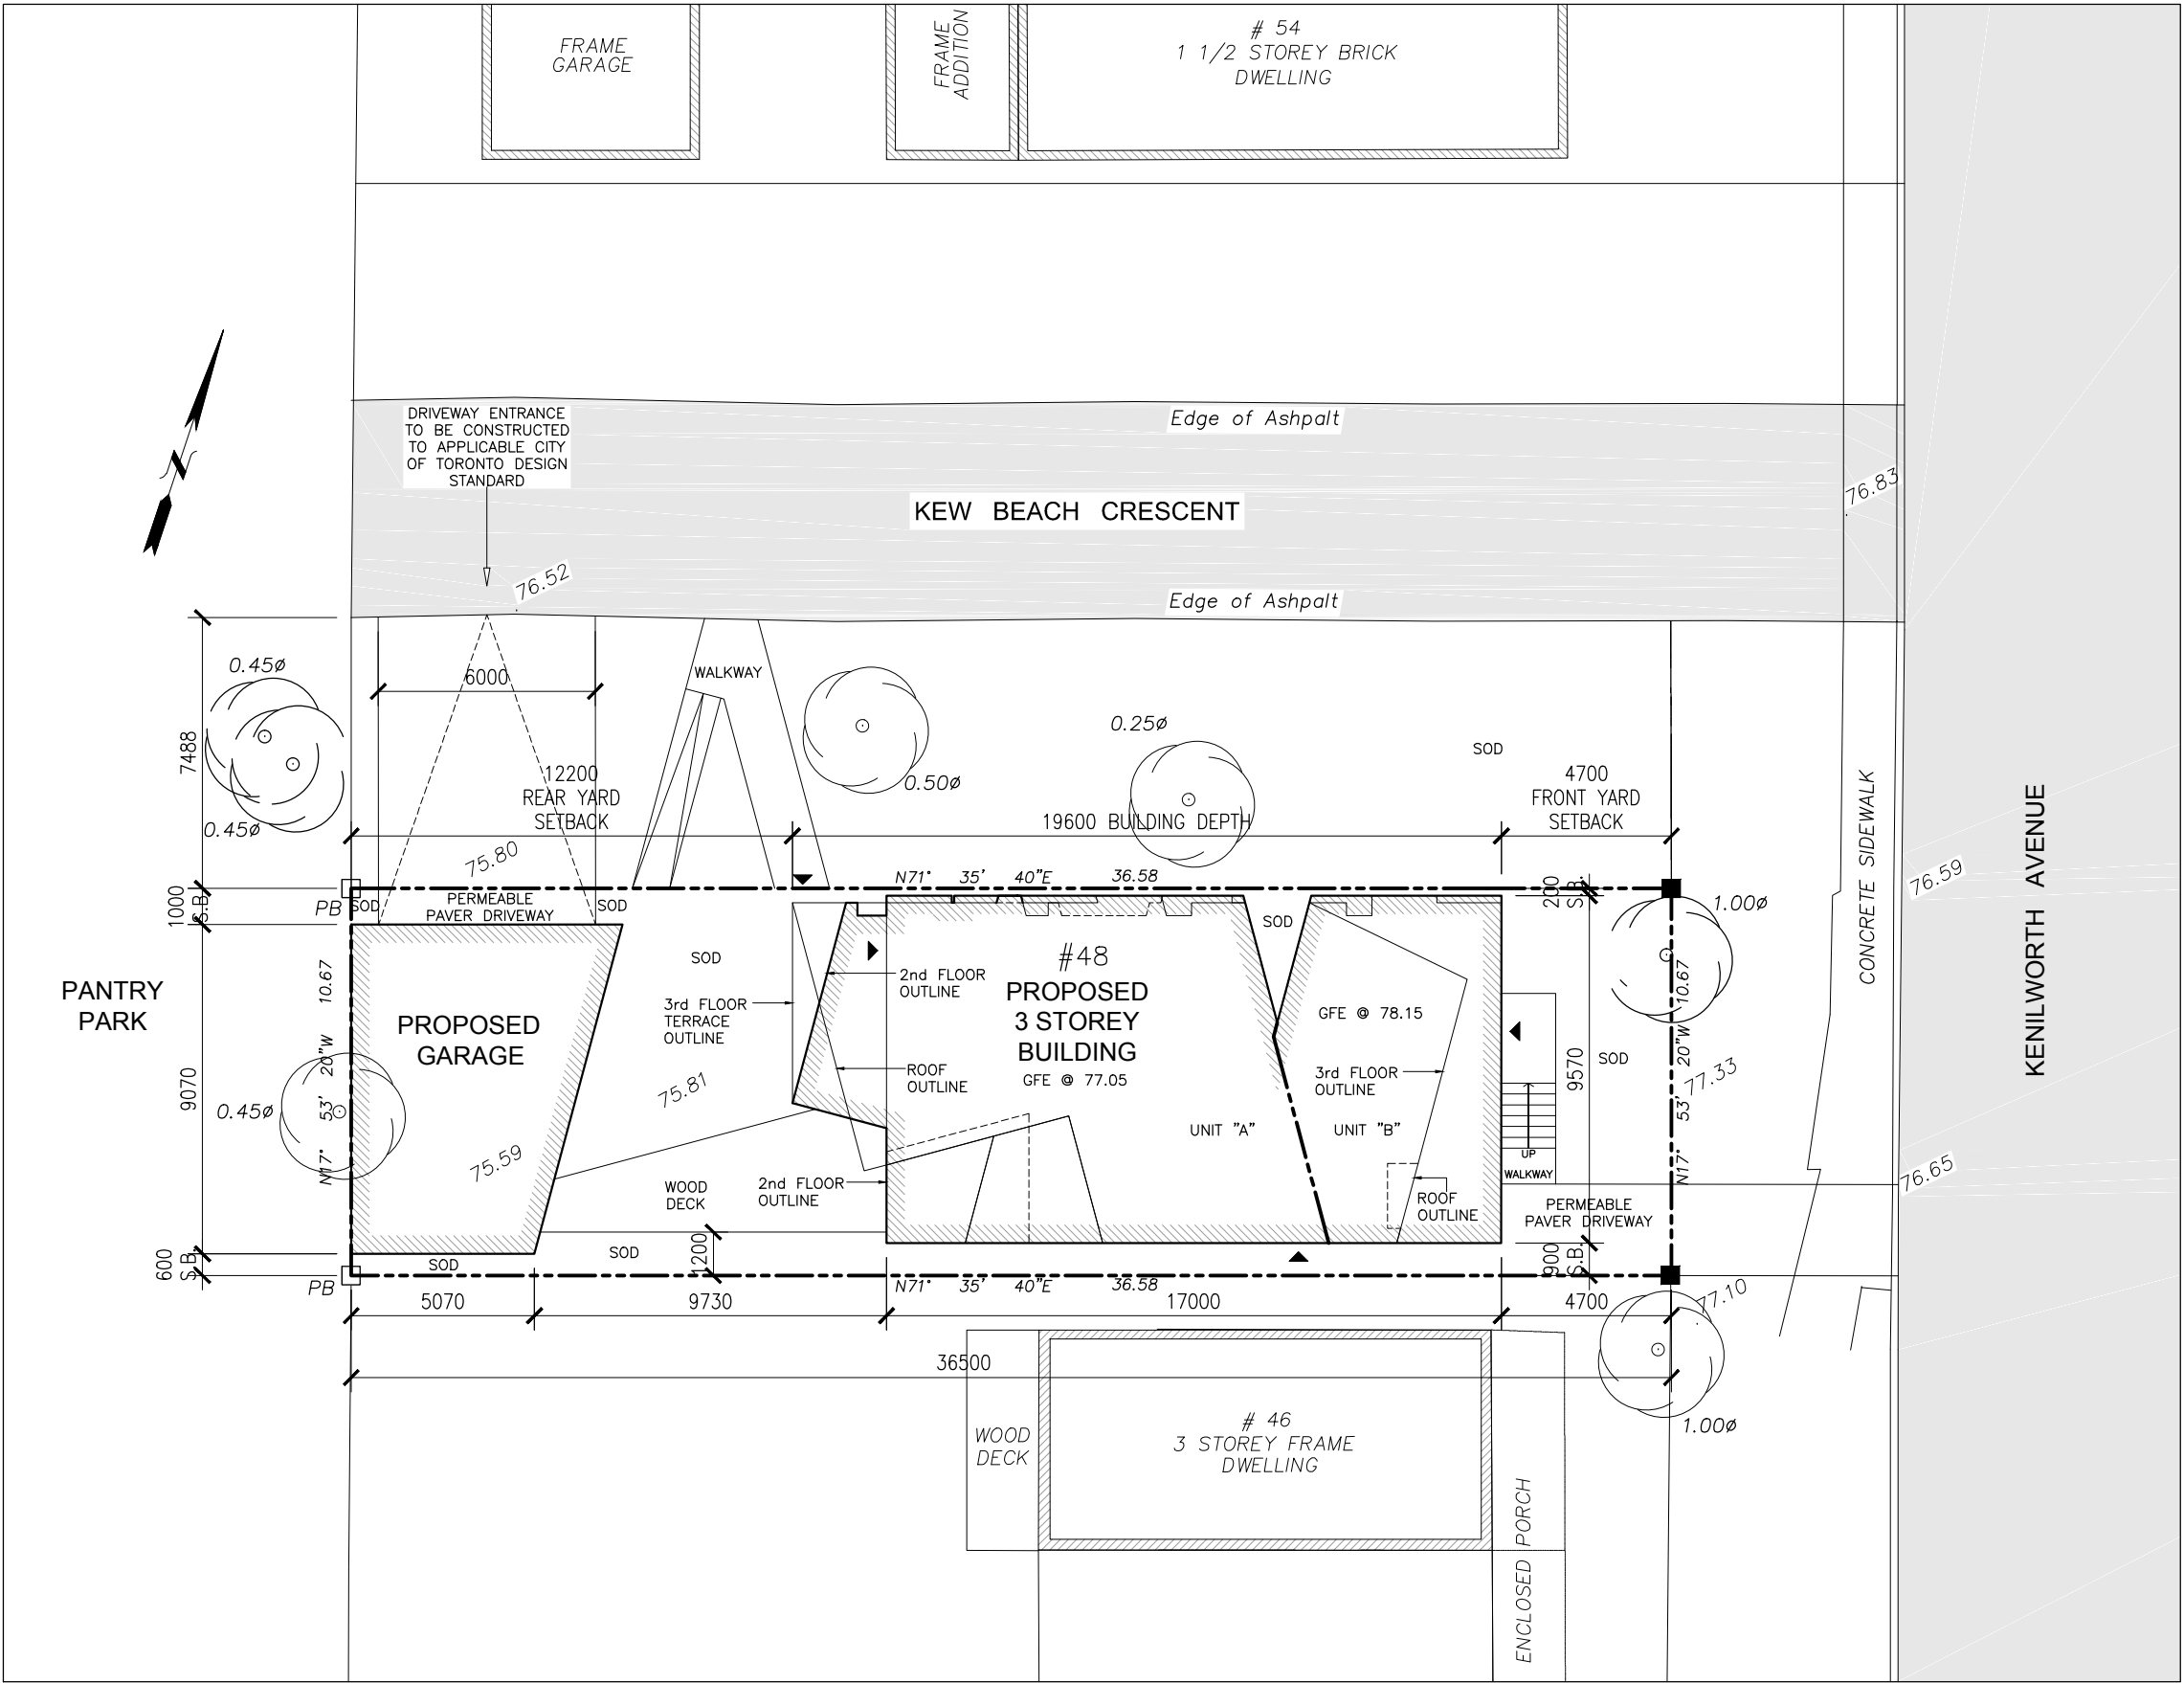 FRAME
GARAGE
FRAME
ADDITION
# 54
1 1/2 STOREY BRICK
DWELLING
DRIVEWAY ENTRANCE
TO BE CONSTRUCTED
TO APPLICABLE CITY
OF TORONTO DESIGN
STANDARD
Edge of Ashpalt
KEW BEACH CRESCENT
76.83
76.52
Edge of Ashpalt
0.45ø
6000
WALKWAY
7488
0.45ø
0.50ø
0.25ø
SOD
12200
REAR YARD
SETBACK
19600 BUILDING DEPTH
4700
FRONT YARD
SETBACK
CONCRETE SIDEWALK
KENILWORTH AVENUE
75.80
76.59
N71° 35' 40"E 36.58
1000
S.B.
PB
SOD
PERMEABLE
PAVER DRIVEWAY
SOD
200
S.B.
1.00ø
SOD
#48
PROPOSED
3 STOREY
BUILDING
GFE @ 77.05
SOD
2nd FLOOR
OUTLINE
3rd FLOOR
TERRACE
OUTLINE
ROOF
OUTLINE
GFE @ 78.15
3rd FLOOR
OUTLINE
PANTRY
PARK
PROPOSED
GARAGE
N17° 53' 20"W 10.67
9070
0.45ø
75.81
75.59
9570
SOD
N17° 53' 20"W 10.67
77.33
UNIT "A"
UNIT "B"
UP
WALKWAY
76.65
WOOD
DECK
2nd FLOOR
OUTLINE
ROOF
OUTLINE
PERMEABLE
PAVER DRIVEWAY
600
S.B.
SOD
SOD
1200
900
S.B.
PB
N71° 35' 40"E 36.58
77.10
5070
9730
17000
4700
36500
WOOD
DECK
# 46
3 STOREY FRAME
DWELLING
1.00ø
ENCLOSED PORCH